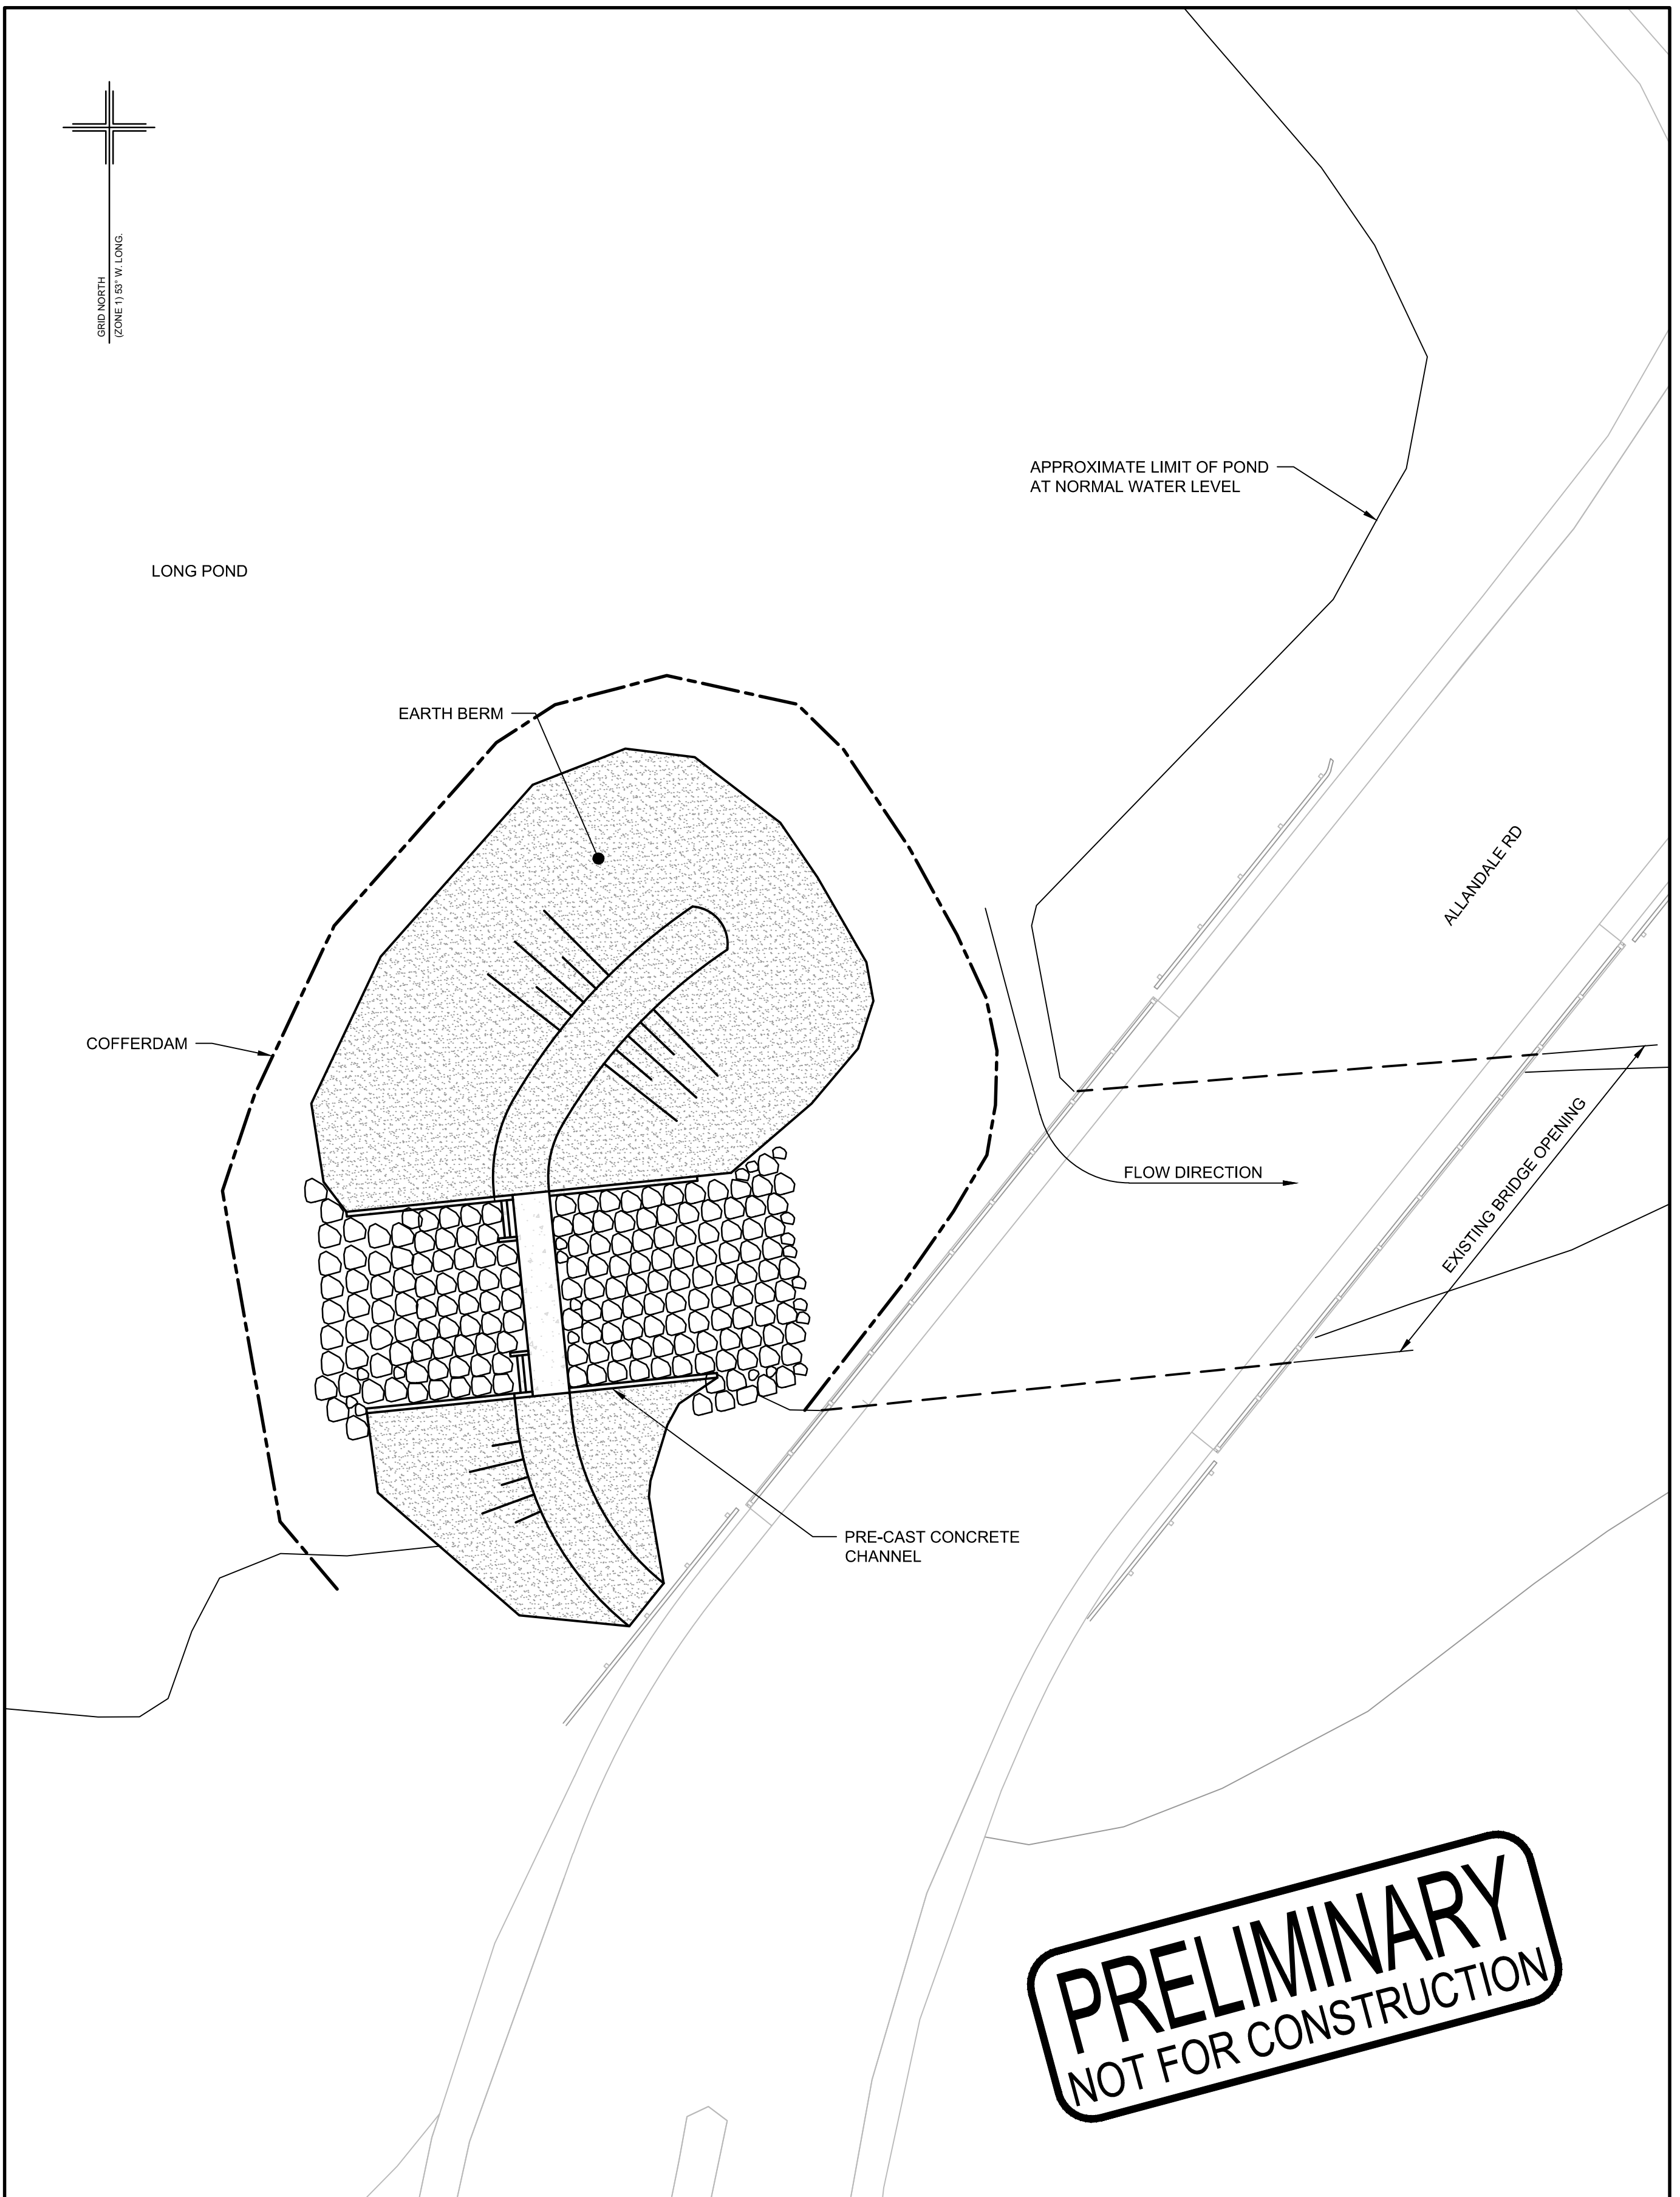 GRID NORTH
(ZONE 1) 53° W. LONG.
APPROXIMATE LIMIT OF POND
AT NORMAL WATER LEVEL
LONG POND
EARTH BERM
ALLANDALE RD
COFFERDAM
FLOW DIRECTION
EXISTING BRIDGE OPENING
PRE-CAST CONCRETE
CHANNEL
PRELIMINARY
NOT FOR CONSTRUCTION